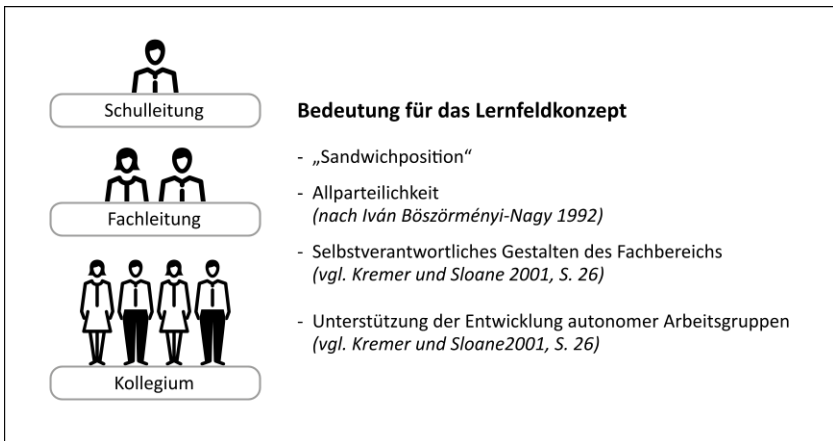 Schulleitung
Fachleitung
Kollegium
Bedeutung für das Lernfeldkonzept
- „Sandwichposition“
- Allparteilichkeit
(nach Iván Böszörményi-Nagy 1992)
- Selbstverantwortliches Gestalten des Fachbereichs
(vgl. Kremer und Sloane 2001, S. 26)
- Unterstützung der Entwicklung autonomer Arbeitsgruppen
(vgl. Kremer und Sloane2001, S. 26)